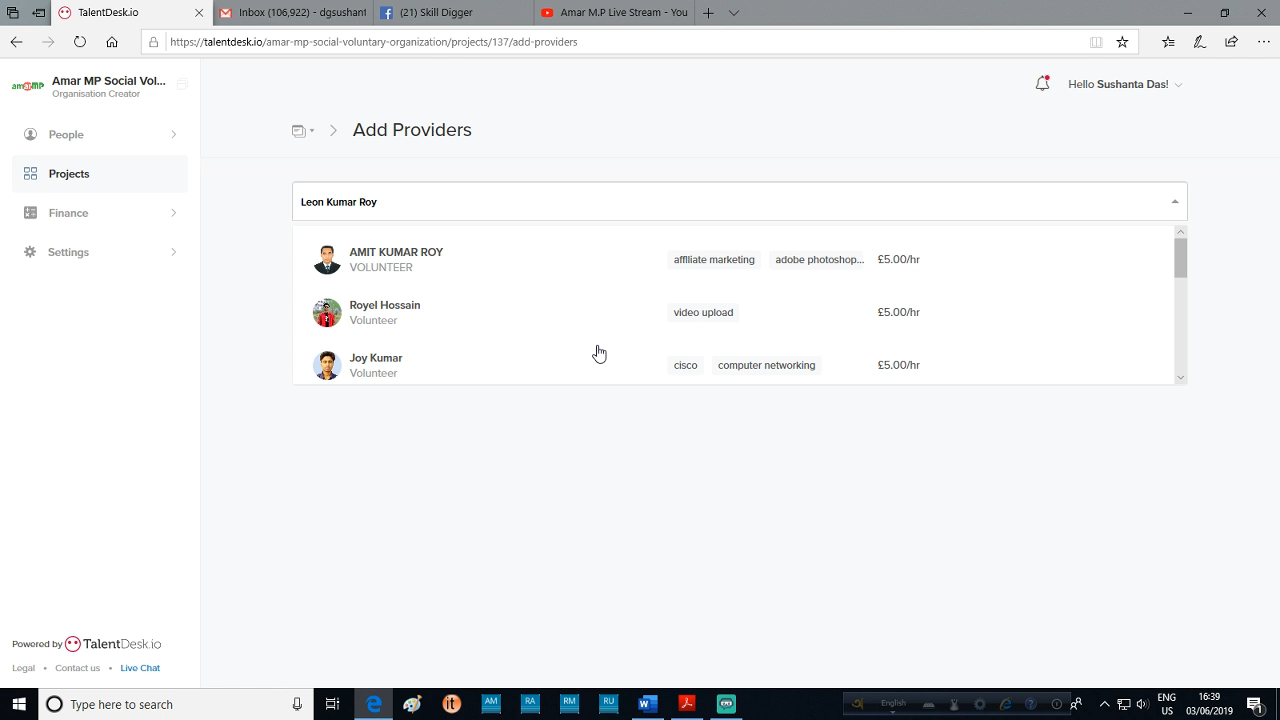 TalentDesk.io
Inbox (106,922) - dgsushanl
(21) Skill Digger
Amar M.P Live Stream - You
https://talentdesk.io/amar-mp-social-voluntary-organization/projects/137/add-providers
amarMP
Amar MP Social Vol...
Organisation Creator
Hello Sushanta Das!
People
Projects
Finance
Settings
Add Providers
Leon Kumar Roy
AMIT KUMAR ROY
VOLUNTEER
affliate marketing
adobe photoshop...
£5.00/hr
Royel Hossain
Volunteer
video upload
£5.00/hr
Joy Kumar
Volunteer
cisco
computer networking
£5.00/hr
Powered by TalentDesk.io
Legal • Contact us • Live Chat
Type here to search
AM
RA
RM
RU
English
ENG
US
16:39
03/06/2019
1